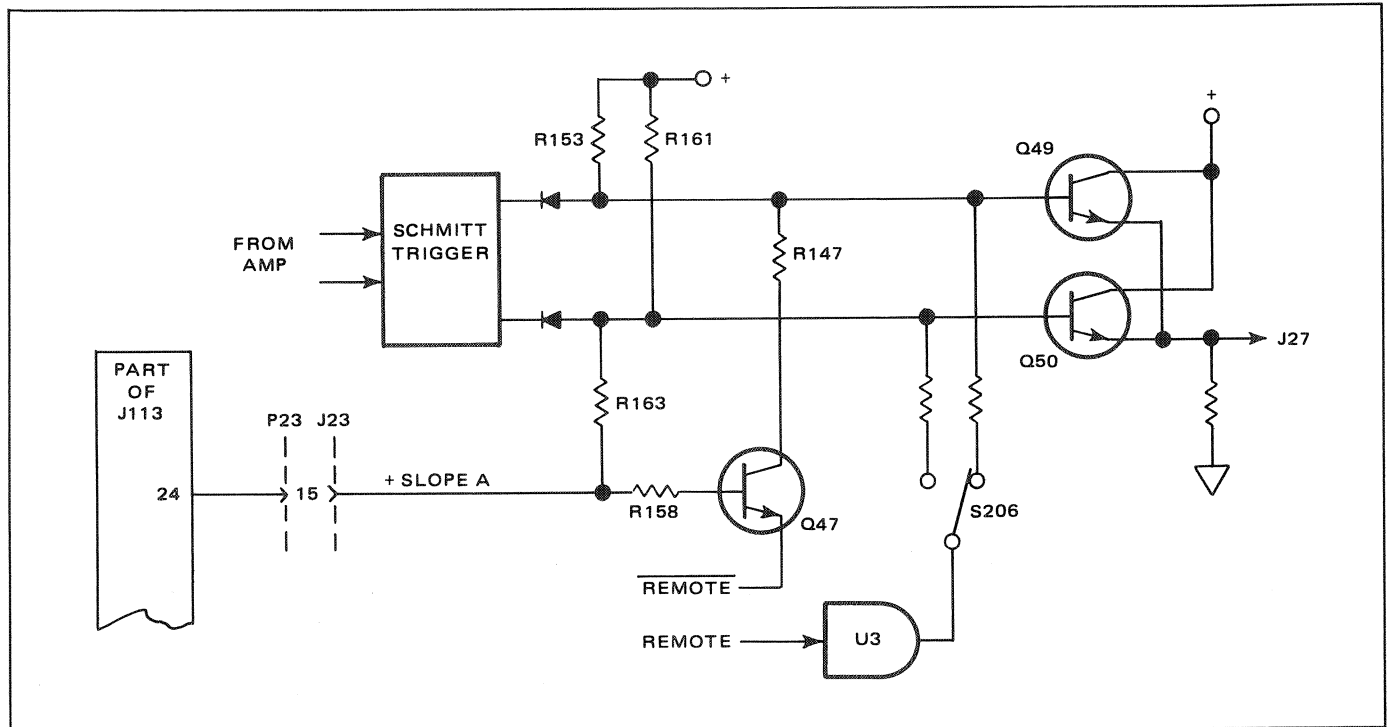 +
R153
R161
+
Q49
SCHMITT
TRIGGER
FROM
AMP
R147
Q50
J27
PART
OF
J113
R163
P23 J23
24
15
+ SLOPE A
R158
Q47
S206
REMOTE
REMOTE
U3